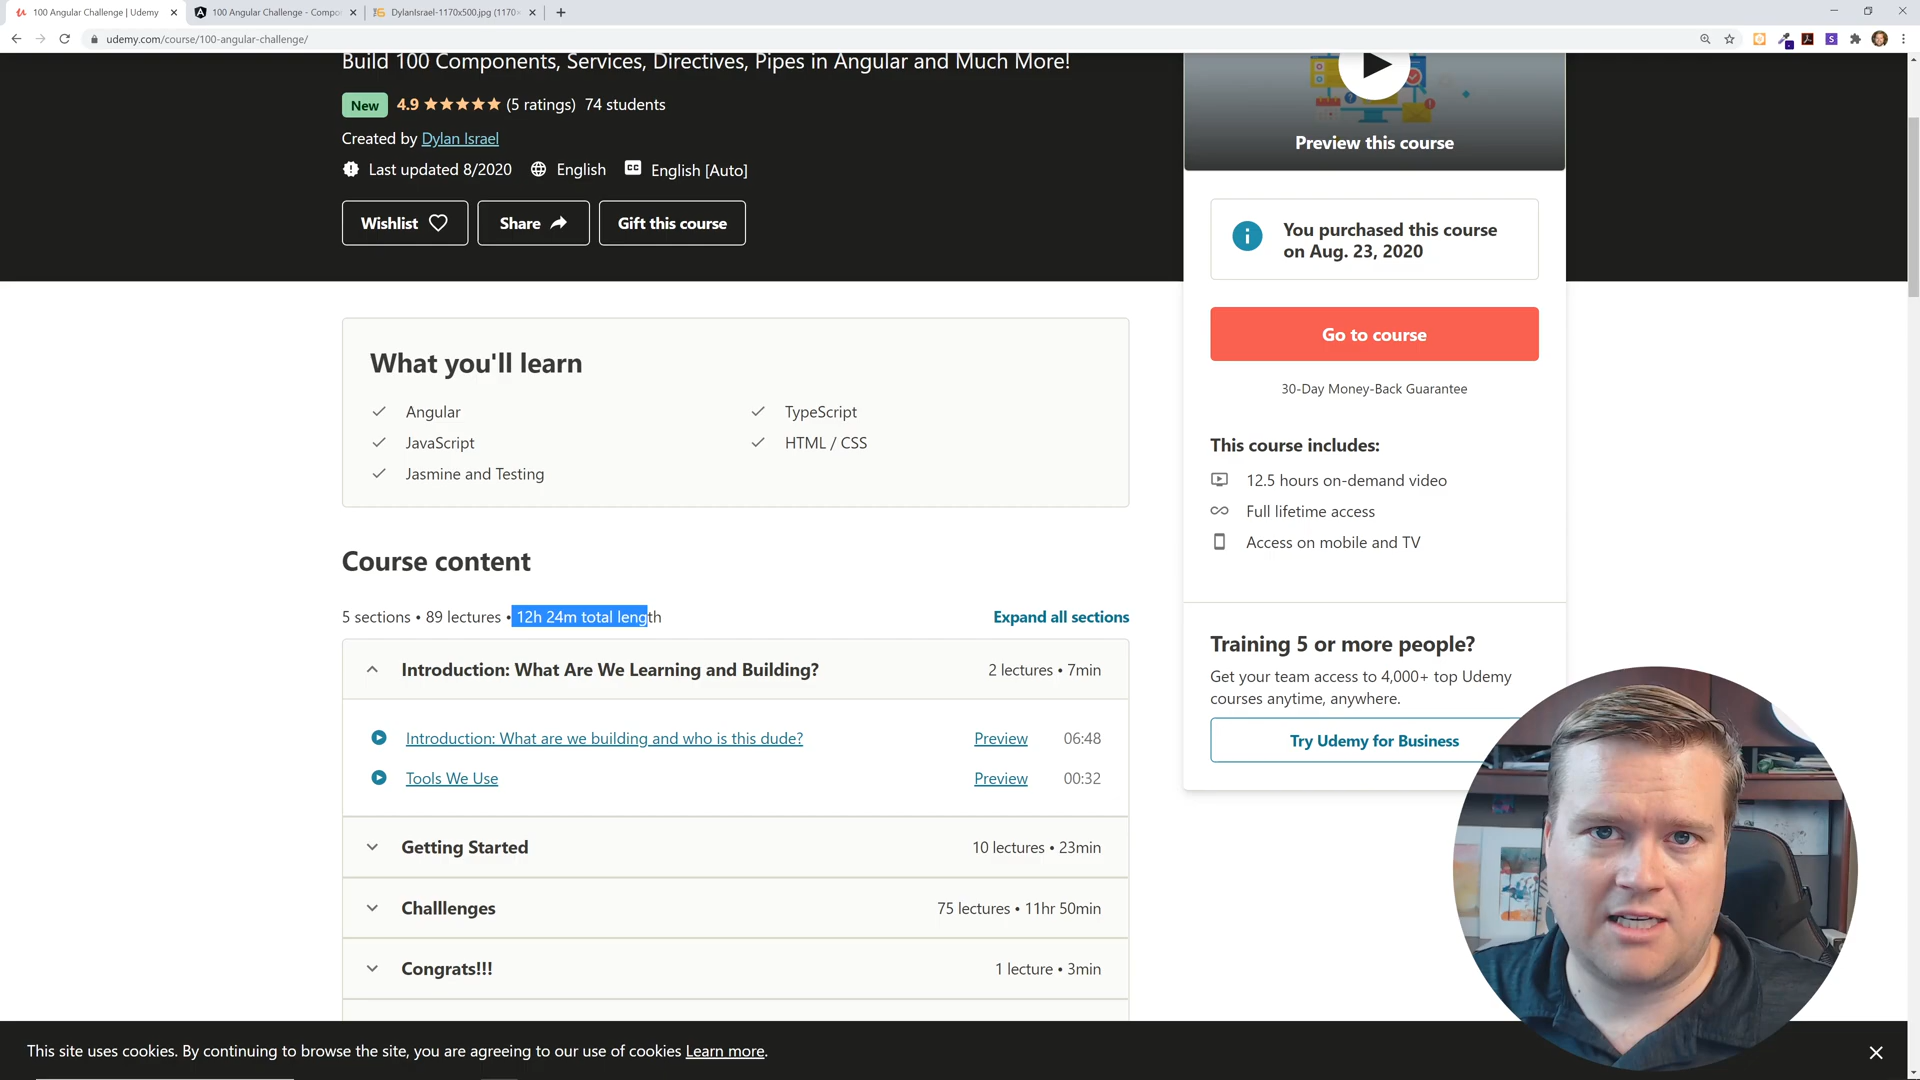 100 Angular Challenge | Udemy
100 Angular Challenge - Compo
DylanIsrael-1170x500.jpg (1170×
udemy.com/course/100-angular-challenge/
Build 100 Components, Services, Directives, Pipes in Angular and Much More!
New 4.9 (5 ratings) 74 students
Created by Dylan Israel
Last updated 8/2020 English CC English [Auto]
Wishlist Share Gift this course
Preview this course
You purchased this course
on Aug. 23, 2020
Go to course
30-Day Money-Back Guarantee
This course includes:
12.5 hours on-demand video
Full lifetime access
Access on mobile and TV
Training 5 or more people?
Get your team access to 4,000+ top Udemy
courses anytime, anywhere.
Try Udemy for Business
What you'll learn
Angular
TypeScript
JavaScript
HTML / CSS
Jasmine and Testing
Course content
5 sections • 89 lectures • 12h 24m total length
Expand all sections
Introduction: What Are We Learning and Building? 2 lectures • 7min
Introduction: What are we building and who is this dude? Preview 06:48
Tools We Use Preview 00:32
Getting Started 10 lectures • 23min
Challlenges 75 lectures • 11hr 50min
Congrats!!! 1 lecture • 3min
This site uses cookies. By continuing to browse the site, you are agreeing to our use of cookies Learn more.